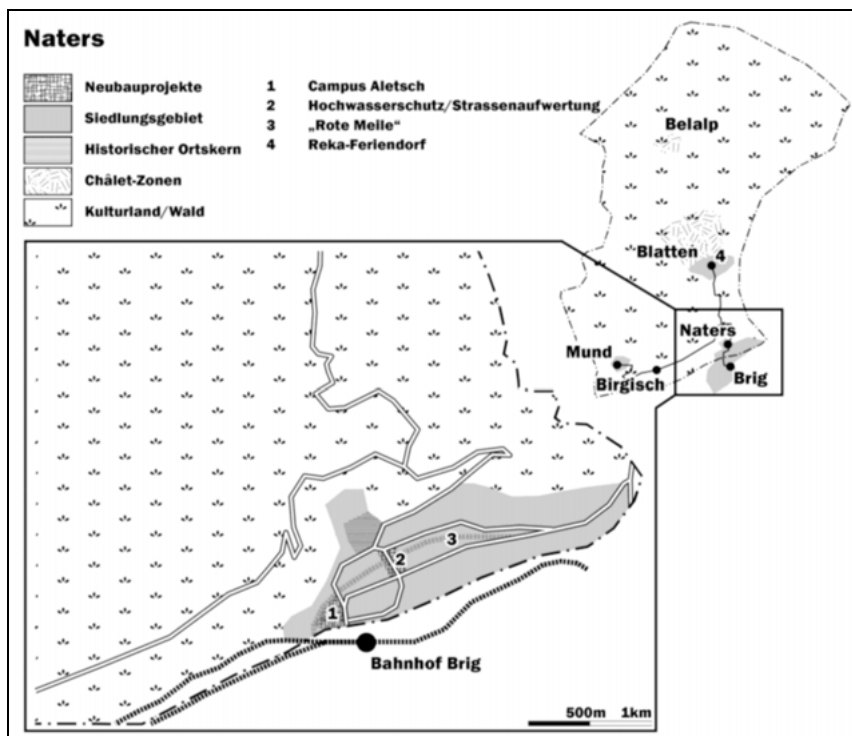 Naters
Neubauprojekte
Siedlungsgebiet
Historischer Ortskern
Châlet-Zonen
Kulturland/Wald
1 Campus Aletsch
2 Hochwasserschutz/Strassenaufwertung
3 „Rote Meile“
4 Reka-Feriendorf
Belalp
Blatten
4
Naters
Mund
Birgisch
Brig
3
2
1
Bahnhof Brig
500m 1km